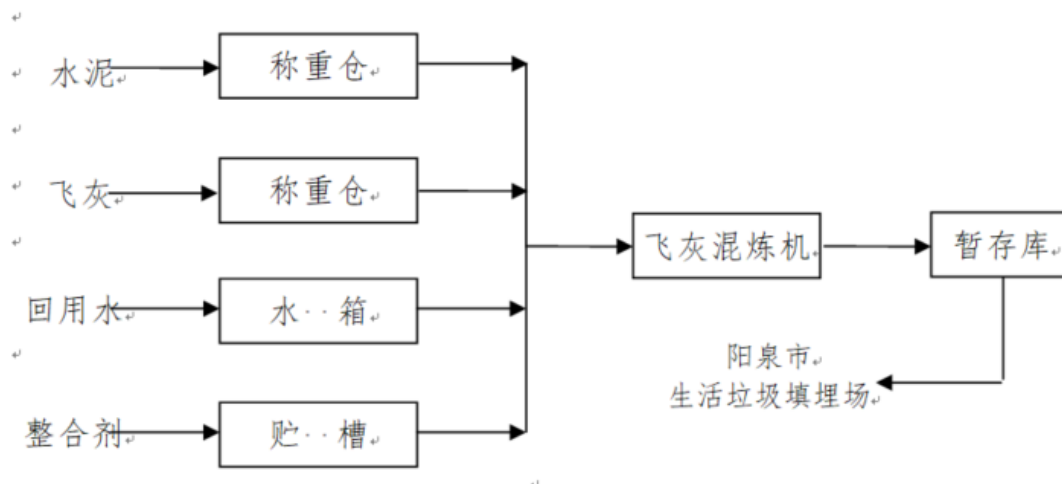 水泥
称重仓
飞灰
称重仓
飞灰混炼机
暂存库
回用水
水··箱
阳泉市
生活垃圾填埋场
整合剂
贮··槽